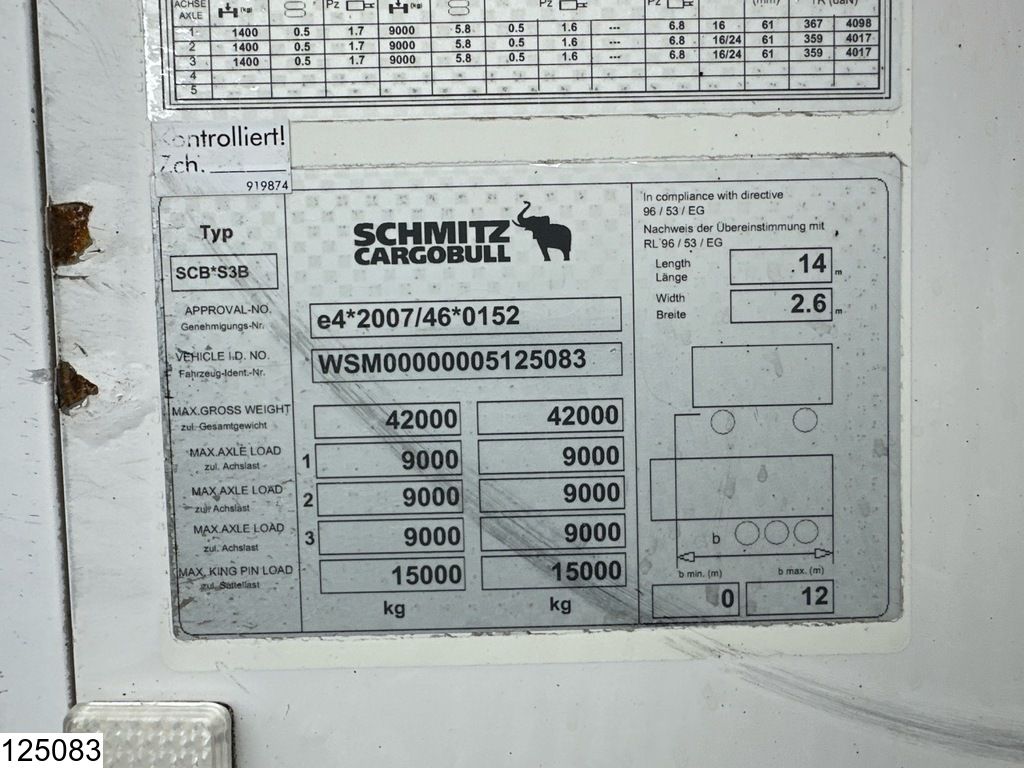 ACHSE (kg) Pz (kg) Pz Pz (mm) TR (daN)
AXLE
1 1400 0.5 1.7 9000 5.8 0.5 1.6 --- 6.8 16 61 367 4098
2 1400 0.5 1.7 9000 5.8 0.5 1.6 --- 6.8 16/24 61 359 4017
3 1400 0.5 1.7 9000 5.8 0.5 1.6 --- 6.8 16/24 61 359 4017
4
5
Kontrolliert!
Zch.
919874
Typ
SCB*S3B
SCHMITZ
CARGOBULL
APPROVAL-NO.
Genehmigungs-Nr.
e4*2007/46*0152
VEHICLE I.D. NO.
Fahrzeug-Ident.-Nr.
WSM00000005125083
MAX.GROSS WEIGHT
zul. Gesamtgewicht
42000 42000
MAX.AXLE LOAD
zul. Achslast
1 9000 9000
MAX.AXLE LOAD
zul. Achslast
2 9000 9000
MAX.AXLE LOAD
zul. Achslast
3 9000 9000
MAX. KING PIN LOAD
zul. Sattellast
15000 15000
kg kg
In compliance with directive
96 / 53 / EG
Nachweis der Übereinstimmung mit
RL 96 / 53 / EG
Length
Länge
14 m
Width
Breite
2.6 m
b
b min. (m) b max. (m)
0 12
125083